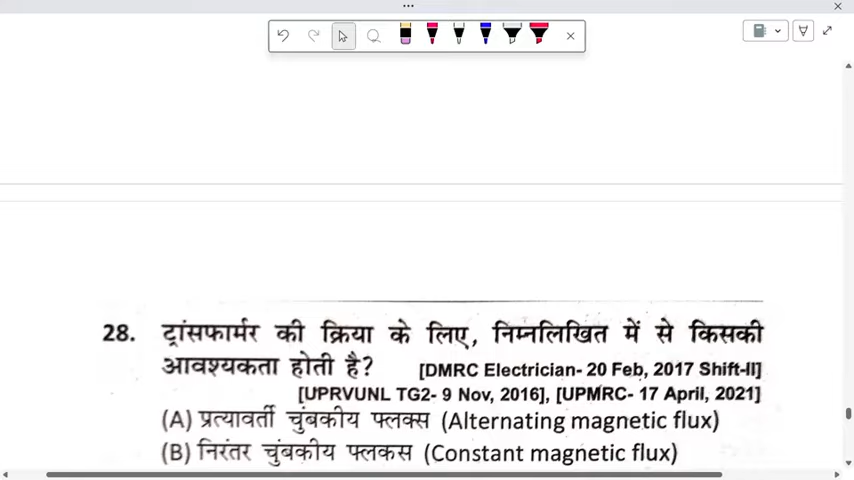 28. ट्रांसफार्मर की क्रिया के लिए, निम्नलिखित में से किसकी
आवश्यकता होती है? [DMRC Electrician- 20 Feb, 2017 Shift-II]
[UPRVUNL TG2- 9 Nov, 2016], [UPMRC- 17 April, 2021]
(A) प्रत्यावर्ती चुंबकीय फ्लक्स (Alternating magnetic flux)
(B) निरंतर चुंबकीय फ्लकस (Constant magnetic flux)